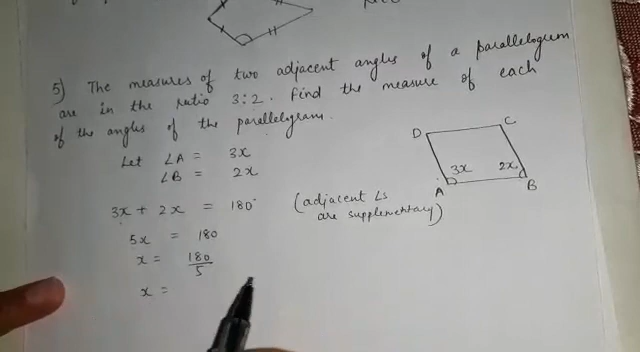 5) The measures of two adjacent angles of a parallelogram
are in the ratio 3:2. Find the measure of each
of the angles of the parallelogram.
Let ∠A = 3x
∠B = 2x
3x + 2x = 180° (adjacent ∠s
are supplementary)
5x = 180
x = 180/5
x =
D C
3x 2x
A B